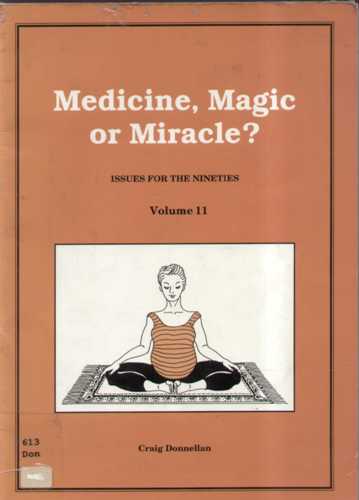 Medicine, Magic
or Miracle?
ISSUES FOR THE NINETIES
Volume 11
613
Don
Craig Donnellan